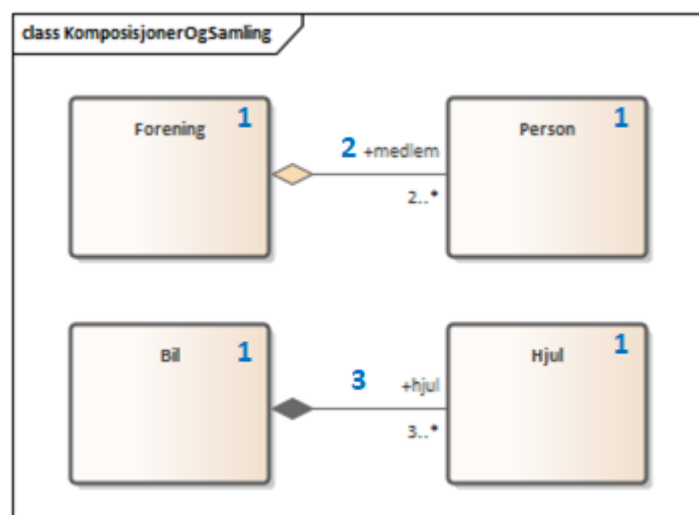 class KomposisjonerOgSamling
Forening 1
Person 1
2 +medlem
2..*
Bil 1
Hjul 1
3 +hjul
3..*